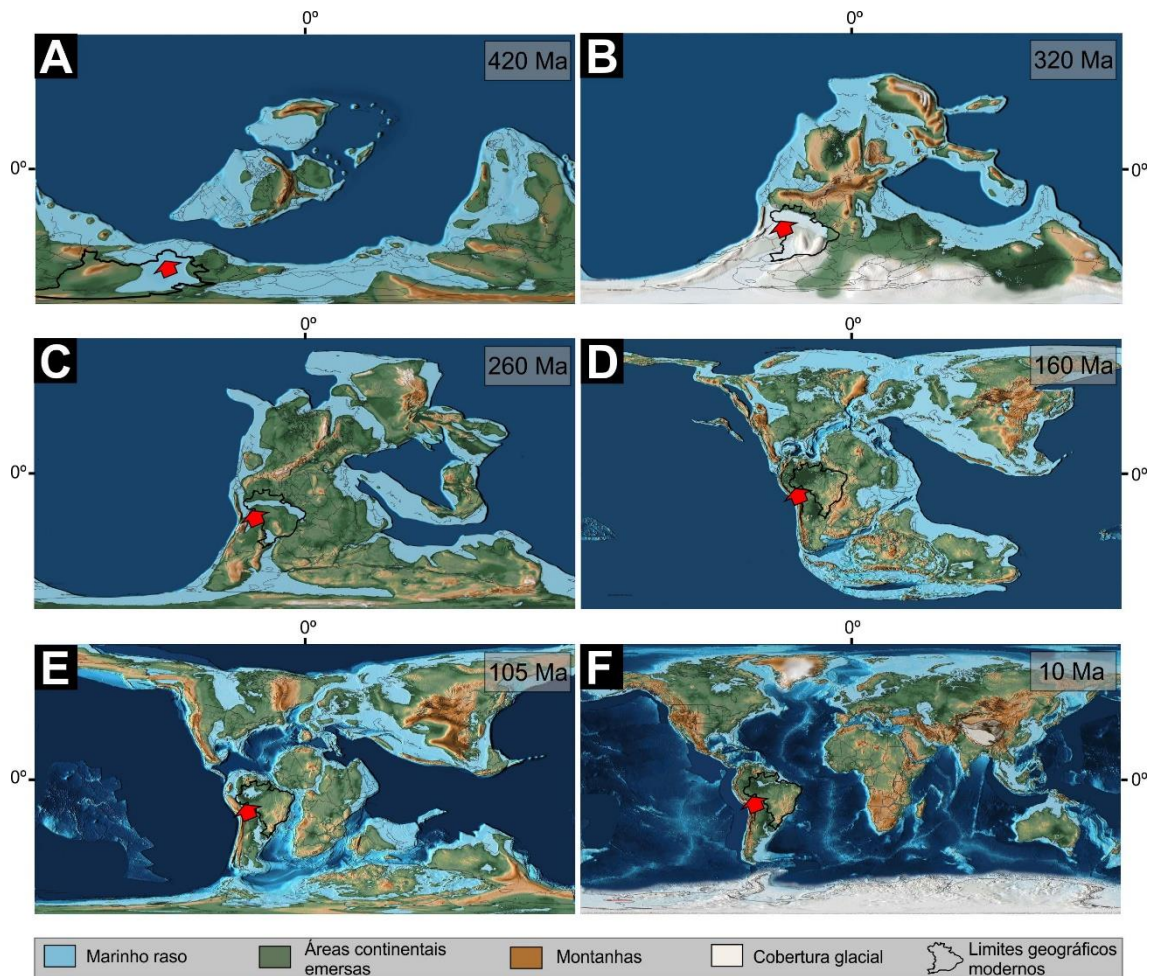 0º
0º
A
420 Ma
B
320 Ma
0º
0º
0º
0º
C
260 Ma
D
160 Ma
0º
0º
0º
0º
E
105 Ma
F
10 Ma
0º
0º
Marinho raso
Áreas continentais
emersas
Montanhas
Cobertura glacial
Limites geográficos
modernos